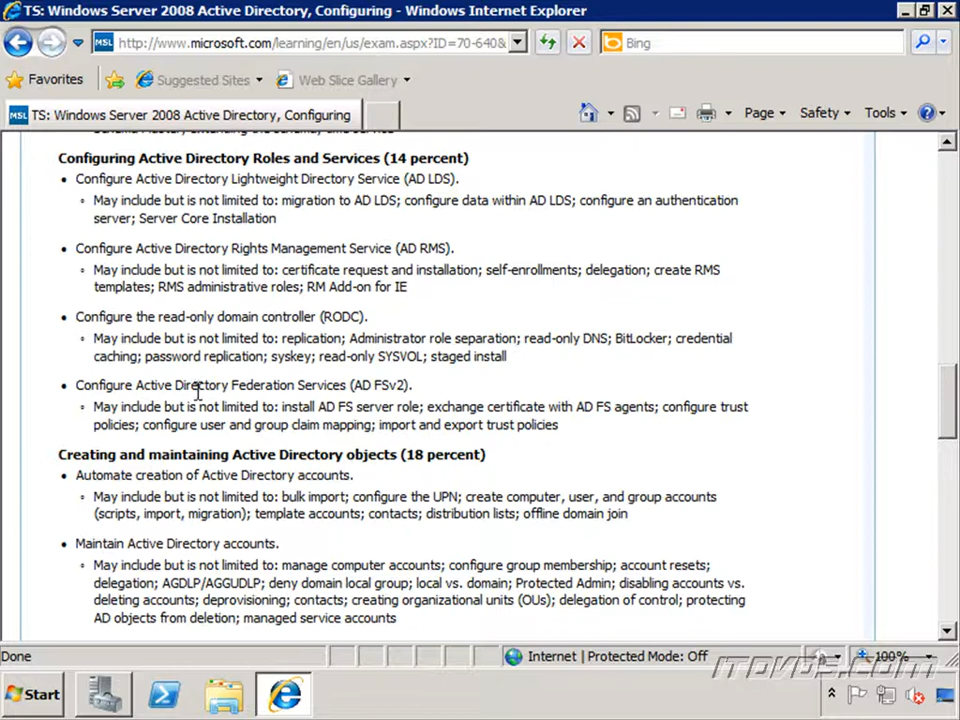 TS: Windows Server 2008 Active Directory, Configuring - Windows Internet Explorer
MSL http://www.microsoft.com/learning/en/us/exam.aspx?ID=70-640& Bing
Favorites Suggested Sites Web Slice Gallery
MSL TS: Windows Server 2008 Active Directory, Configuring Page Safety Tools
Configuring Active Directory Roles and Services (14 percent)
• Configure Active Directory Lightweight Directory Service (AD LDS).
◦ May include but is not limited to: migration to AD LDS; configure data within AD LDS; configure an authentication
server; Server Core Installation
• Configure Active Directory Rights Management Service (AD RMS).
◦ May include but is not limited to: certificate request and installation; self-enrollments; delegation; create RMS
templates; RMS administrative roles; RM Add-on for IE
• Configure the read-only domain controller (RODC).
◦ May include but is not limited to: replication; Administrator role separation; read-only DNS; BitLocker; credential
caching; password replication; syskey; read-only SYSVOL; staged install
• Configure Active Directory Federation Services (AD FSv2).
◦ May include but is not limited to: install AD FS server role; exchange certificate with AD FS agents; configure trust
policies; configure user and group claim mapping; import and export trust policies
Creating and maintaining Active Directory objects (18 percent)
• Automate creation of Active Directory accounts.
◦ May include but is not limited to: bulk import; configure the UPN; create computer, user, and group accounts
(scripts, import, migration); template accounts; contacts; distribution lists; offline domain join
• Maintain Active Directory accounts.
◦ May include but is not limited to: manage computer accounts; configure group membership; account resets;
delegation; AGDLP/AGGUDLP; deny domain local group; local vs. domain; Protected Admin; disabling accounts vs.
deleting accounts; deprovisioning; contacts; creating organizational units (OUs); delegation of control; protecting
AD objects from deletion; managed service accounts
Done Internet | Protected Mode: Off 100%
ITDVDS.com
Start